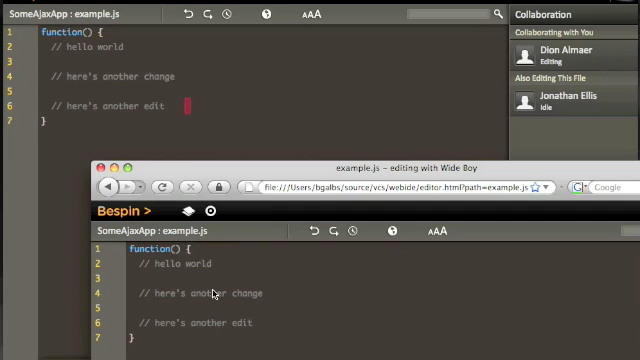 SomeAjaxApp : example.js
AAA
Collaboration
Collaborating with You
Dion Almaer
Editing
Also Editing This File
Jonathan Ellis
Idle
1 function() {
2 // hello world
3
4 // here's another change
5
6 // here's another edit
7 }
example.js – editing with Wide Boy
file:///Users/bgalbs/source/vcs/webide/editor.html?path=example.js
G
Google
Bespin >
SomeAjaxApp : example.js
AAA
1 function() {
2 // hello world
3
4 // here's another change
5
6 // here's another edit
7 }